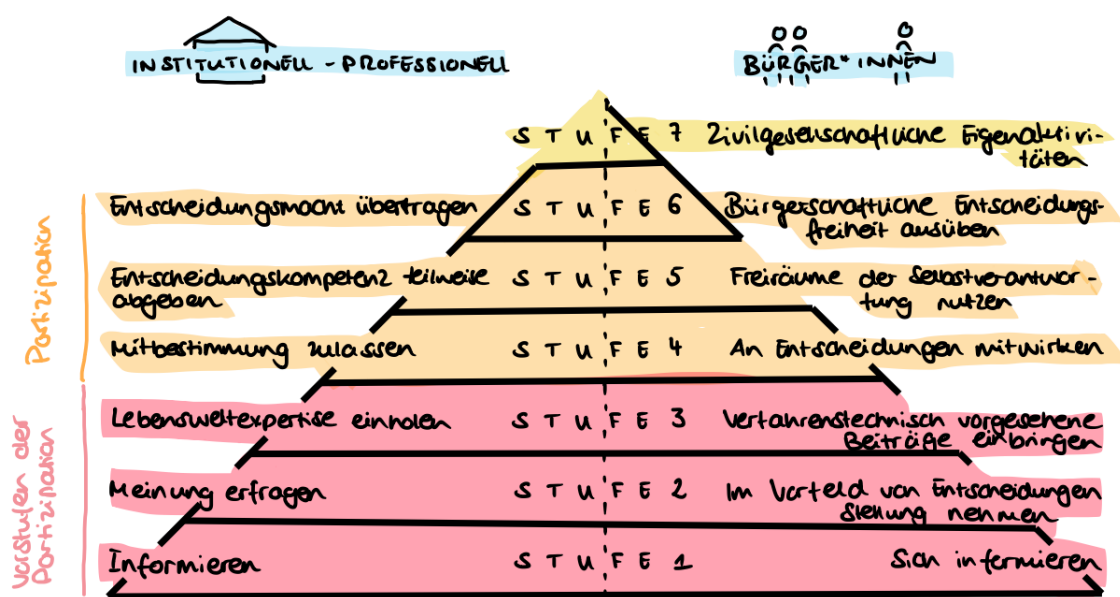 INSTITUTIONELL - PROFESSIONELL
BÜRGER*INNEN
STUFE 7 Zivilgesellschaftliche Eigenaktivi-
täten
Entscheidungsmacht übertragen STUFE 6 Bürgerschaftliche Entscheidungs-
freiheit ausüben
Entscheidungskompetenz teilweise STUFE 5 Freiräume der Selbstverantwor-
abgeben tung nutzen
Mitbestimmung zulassen STUFE 4 An Entscheidungen mitwirken
Lebensweltexpertise einholen STUFE 3 Verfahrenstechnisch vorgesehene
Beiträge einbringen
Meinung erfragen STUFE 2 Im Vorfeld von Entscheidungen
Stellung nehmen
Informieren STUFE 1 Sich informieren
Partizipation
Vorstufen der
Partizipation